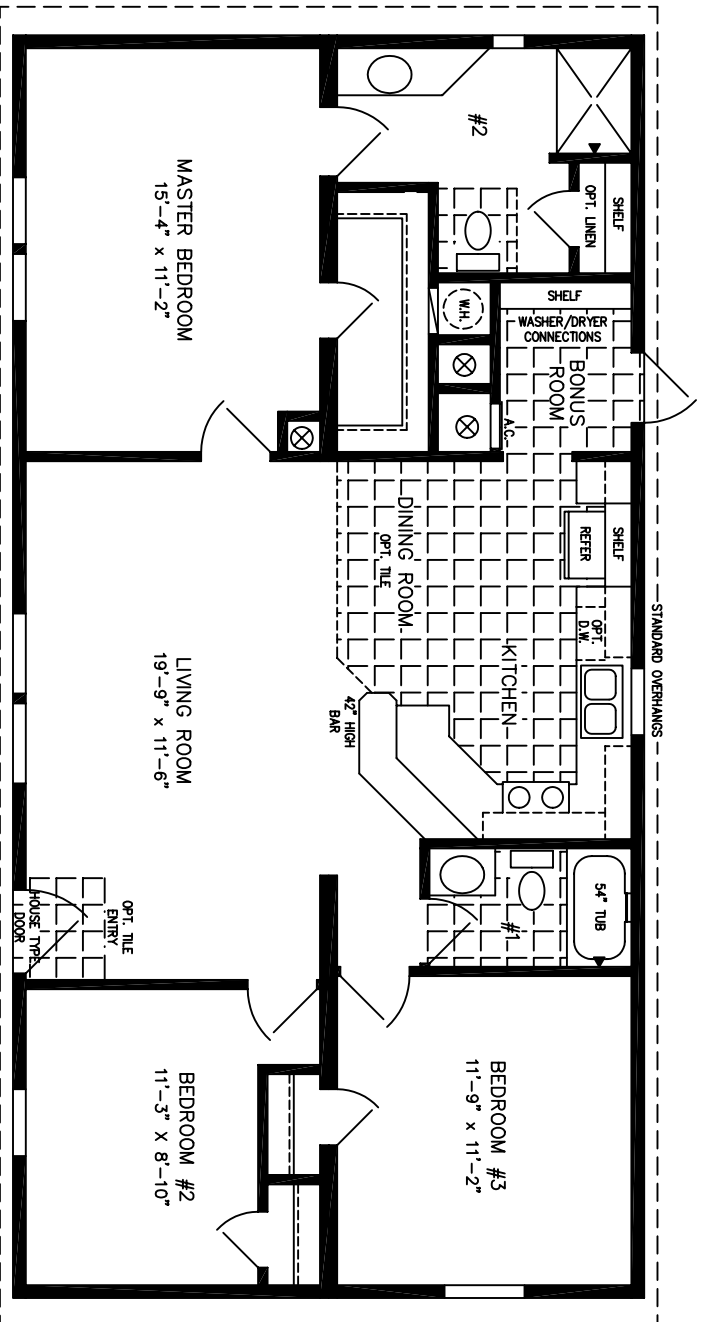 STANDARD OVERHANGS
#2
SHELF
OPT. LINEN
MASTER BEDROOM
15'-4" x 11'-2"
W.H.
SHELF
WASHER/DRYER
CONNECTIONS
BONUS
ROOM
A.C.
SHELF
REFER
OPT.
D.W.
DINING ROOM
OPT. TILE
KITCHEN
42" HIGH
BAR
LIVING ROOM
19'-9" x 11'-6"
OPT. TILE
ENTRY
HOUSE TYPE
DOOR
54" TUB
#1
BEDROOM #3
11'-9" x 11'-2"
BEDROOM #2
11'-3" X 8'-10"